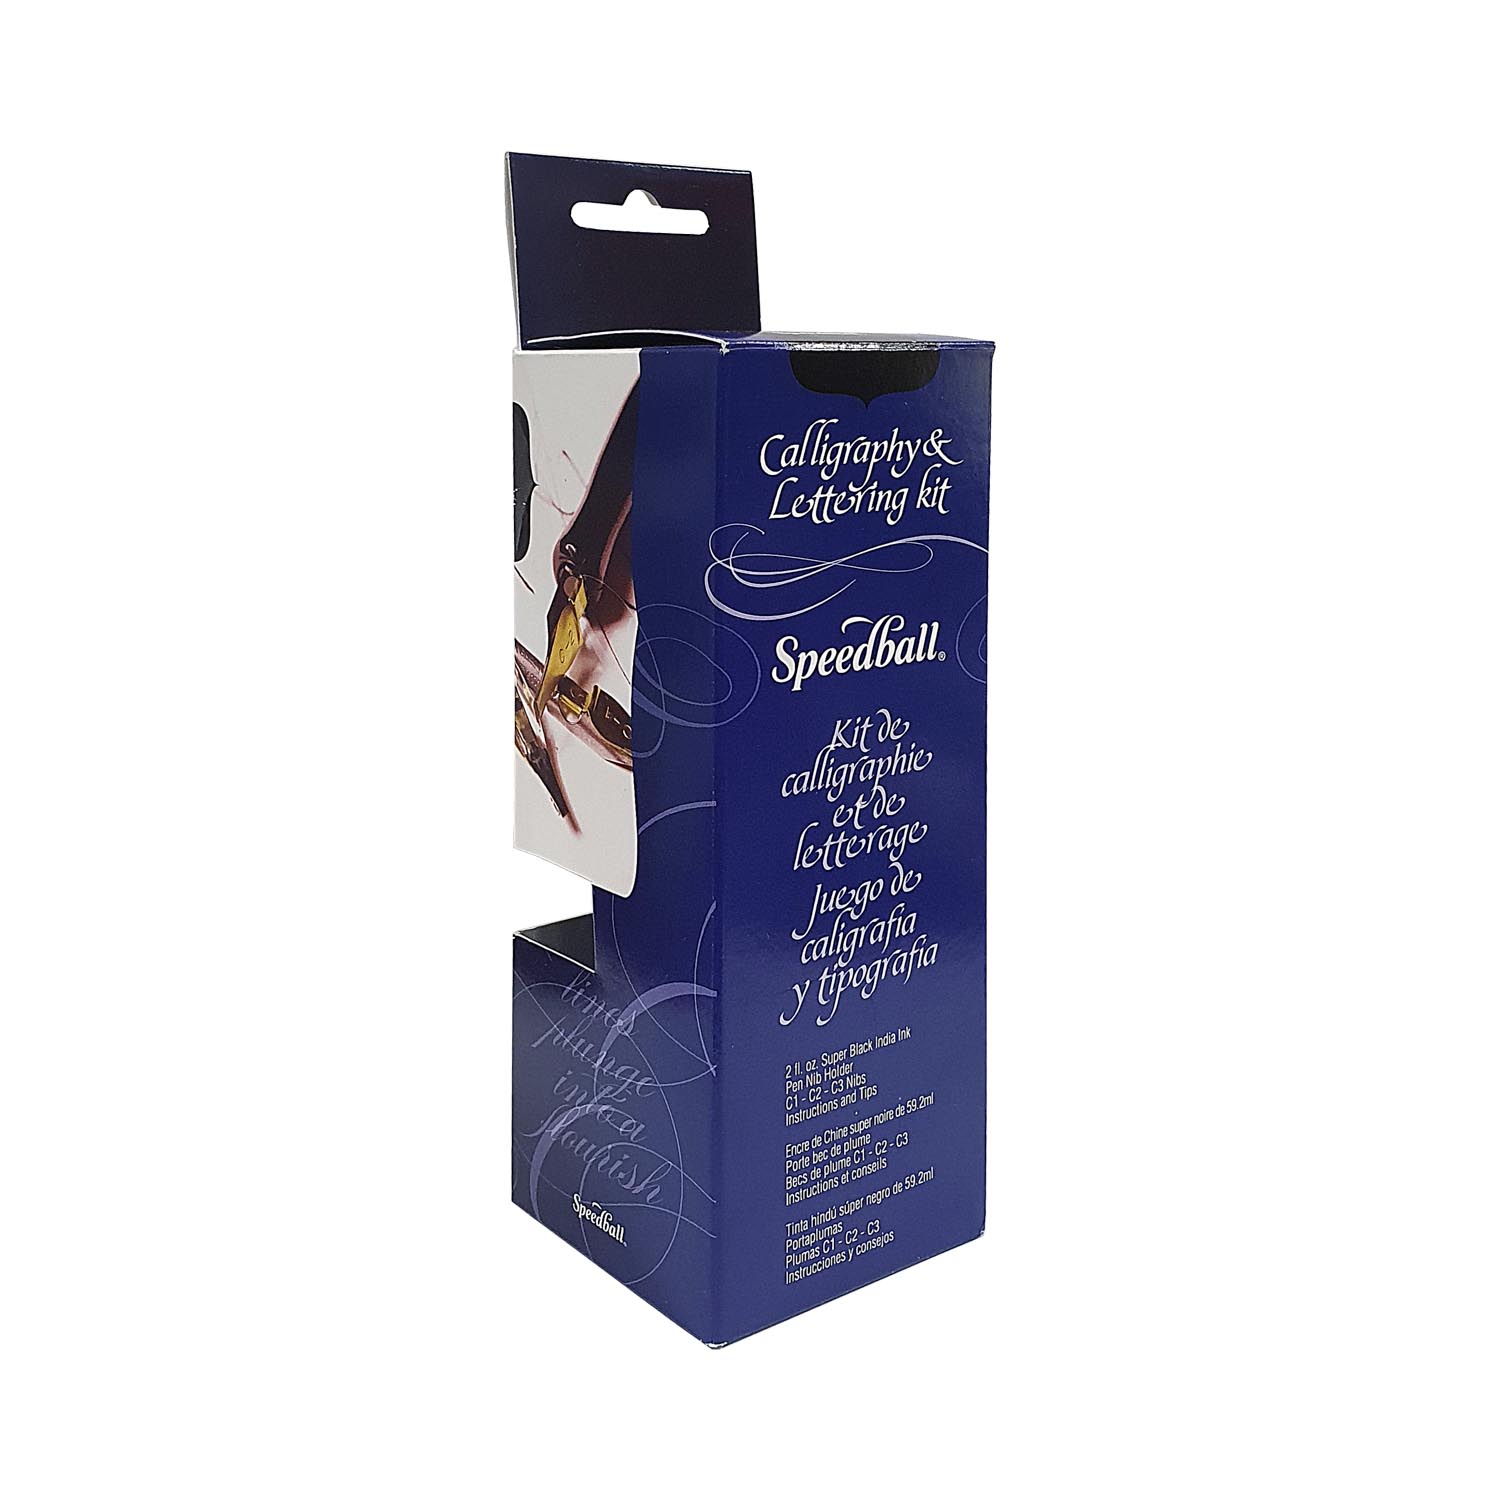 Calligraphy &
Lettering kit
Speedball®
Kit de
calligraphie
et de
letterage
Juego de
caligrafia
y tipografia
2 fl. oz. Super Black India Ink
Pen Nib Holder
C1 - C2 - C3 Nibs
Instructions and Tips
Encre de Chine super noire de 59.2ml
Porte bec de plume
Becs de plume C1 - C2 - C3
Instructions et conseils
Tinta hindú súper negro de 59.2ml
Portaplumas
Plumas C1 - C2 - C3
Instrucciones y consejos
lines
plunge
into a
flourish
Speedball